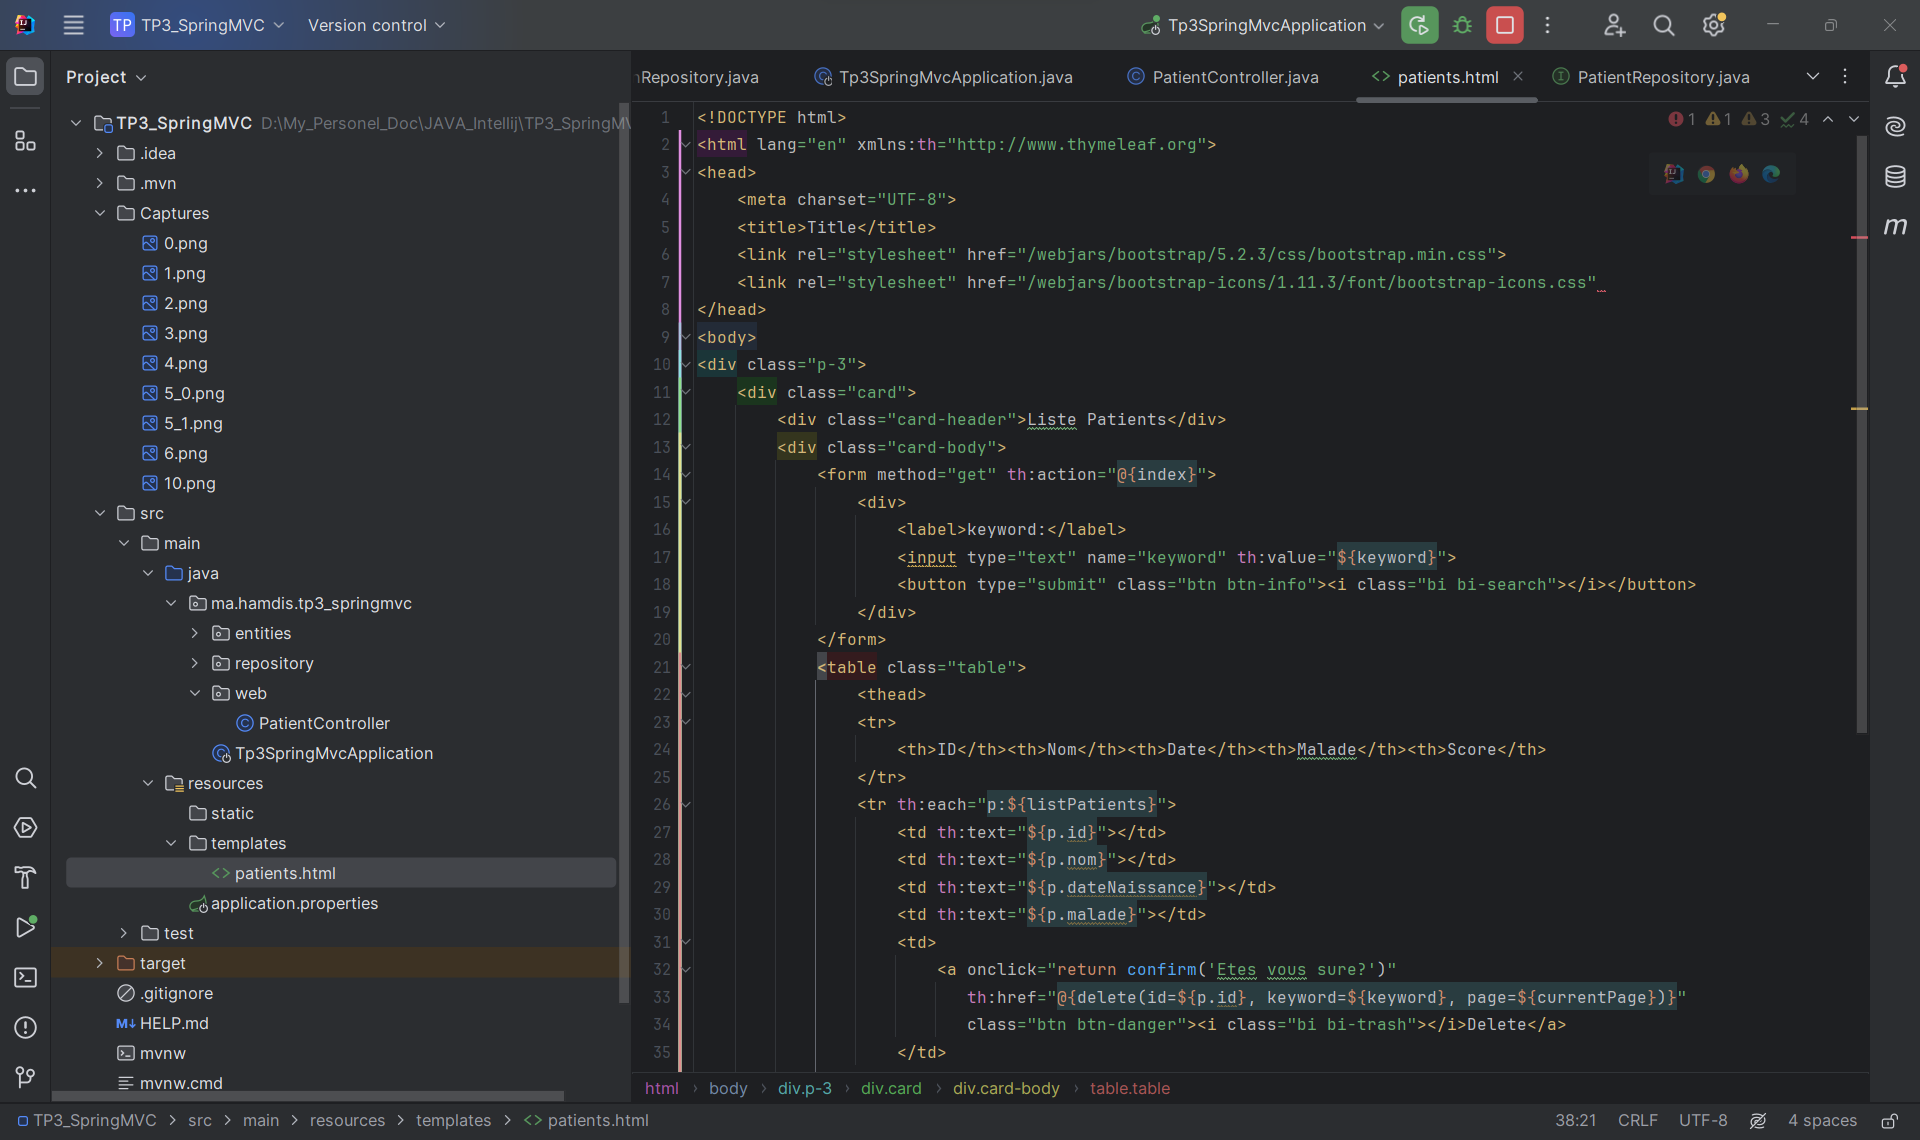 TP TP3_SpringMVC Version control Tp3SpringMvcApplication
Project
TP3_SpringMVC D:\My_Personel_Doc\JAVA_Intellij\TP3_SpringM
.idea
.mvn
Captures
0.png
1.png
2.png
3.png
4.png
5_0.png
5_1.png
6.png
10.png
src
main
java
ma.hamdis.tp3_springmvc
entities
repository
web
PatientController
Tp3SpringMvcApplication
resources
static
templates
patients.html
application.properties
test
target
.gitignore
HELP.md
mvnw
mvnw.cmd
Repository.java Tp3SpringMvcApplication.java PatientController.java patients.html PatientRepository.java
1 1 3 4
1 <!DOCTYPE html>
2 <html lang="en" xmlns:th="http://www.thymeleaf.org">
3 <head>
4 <meta charset="UTF-8">
5 <title>Title</title>
6 <link rel="stylesheet" href="/webjars/bootstrap/5.2.3/css/bootstrap.min.css">
7 <link rel="stylesheet" href="/webjars/bootstrap-icons/1.11.3/font/bootstrap-icons.css"
8 </head>
9 <body>
10 <div class="p-3">
11 <div class="card">
12 <div class="card-header">Liste Patients</div>
13 <div class="card-body">
14 <form method="get" th:action="@{index}">
15 <div>
16 <label>keyword:</label>
17 <input type="text" name="keyword" th:value="${keyword}">
18 <button type="submit" class="btn btn-info"><i class="bi bi-search"></i></button>
19 </div>
20 </form>
21 <table class="table">
22 <thead>
23 <tr>
24 <th>ID</th><th>Nom</th><th>Date</th><th>Malade</th><th>Score</th>
25 </tr>
26 <tr th:each="p:${listPatients}">
27 <td th:text="${p.id}"></td>
28 <td th:text="${p.nom}"></td>
29 <td th:text="${p.dateNaissance}"></td>
30 <td th:text="${p.malade}"></td>
31 <td>
32 <a onclick="return confirm('Etes vous sure?')"
33 th:href="@{delete(id=${p.id}, keyword=${keyword}, page=${currentPage})}"
34 class="btn btn-danger"><i class="bi bi-trash"></i>Delete</a>
35 </td>
html body div.p-3 div.card div.card-body table.table
TP3_SpringMVC src main resources templates patients.html 38:21 CRLF UTF-8 4 spaces